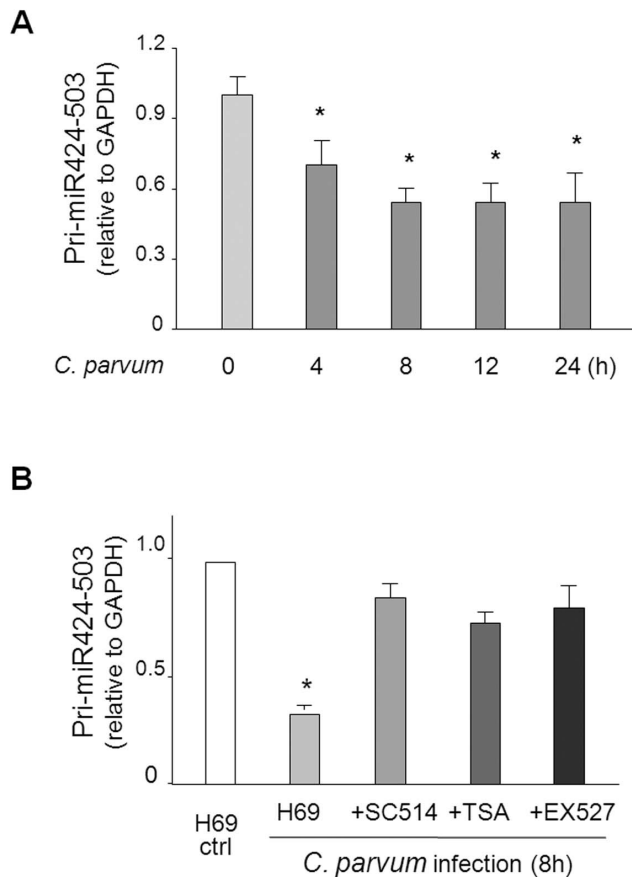 A
Pri-miR424-503
(relative to GAPDH)
1.2
0.9
0.6
0.3
0
*
*
*
*
C. parvum 0 4 8 12 24 (h)
B
Pri-miR424-503
(relative to GAPDH)
1.0
0.5
0
*
H69
ctrl
H69 +SC514 +TSA +EX527
C. parvum infection (8h)